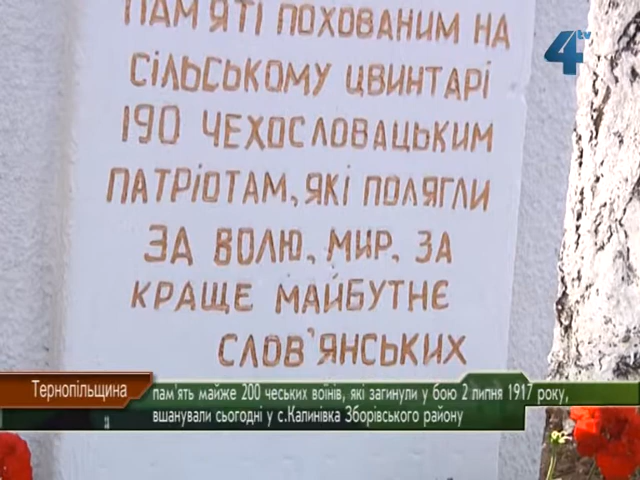 ПАМ'ЯТІ ПОХОВАНИМ НА
СІЛЬСЬКОМУ ЦВИНТАРІ
190 ЧЕХОСЛОВАЦЬКИМ
ПАТРІОТАМ, ЯКІ ПОЛЯГЛИ
ЗА ВОЛЮ, МИР, ЗА
КРАЩЕ МАЙБУТНЄ
СЛОВ'ЯНСЬКИХ
4 tv
Тернопільщина
пам'ять майже 200 чеських воїнів, які загинули у бою 2 липня 1917 року,
вшанували сьогодні у с.Калинівка Зборівського району